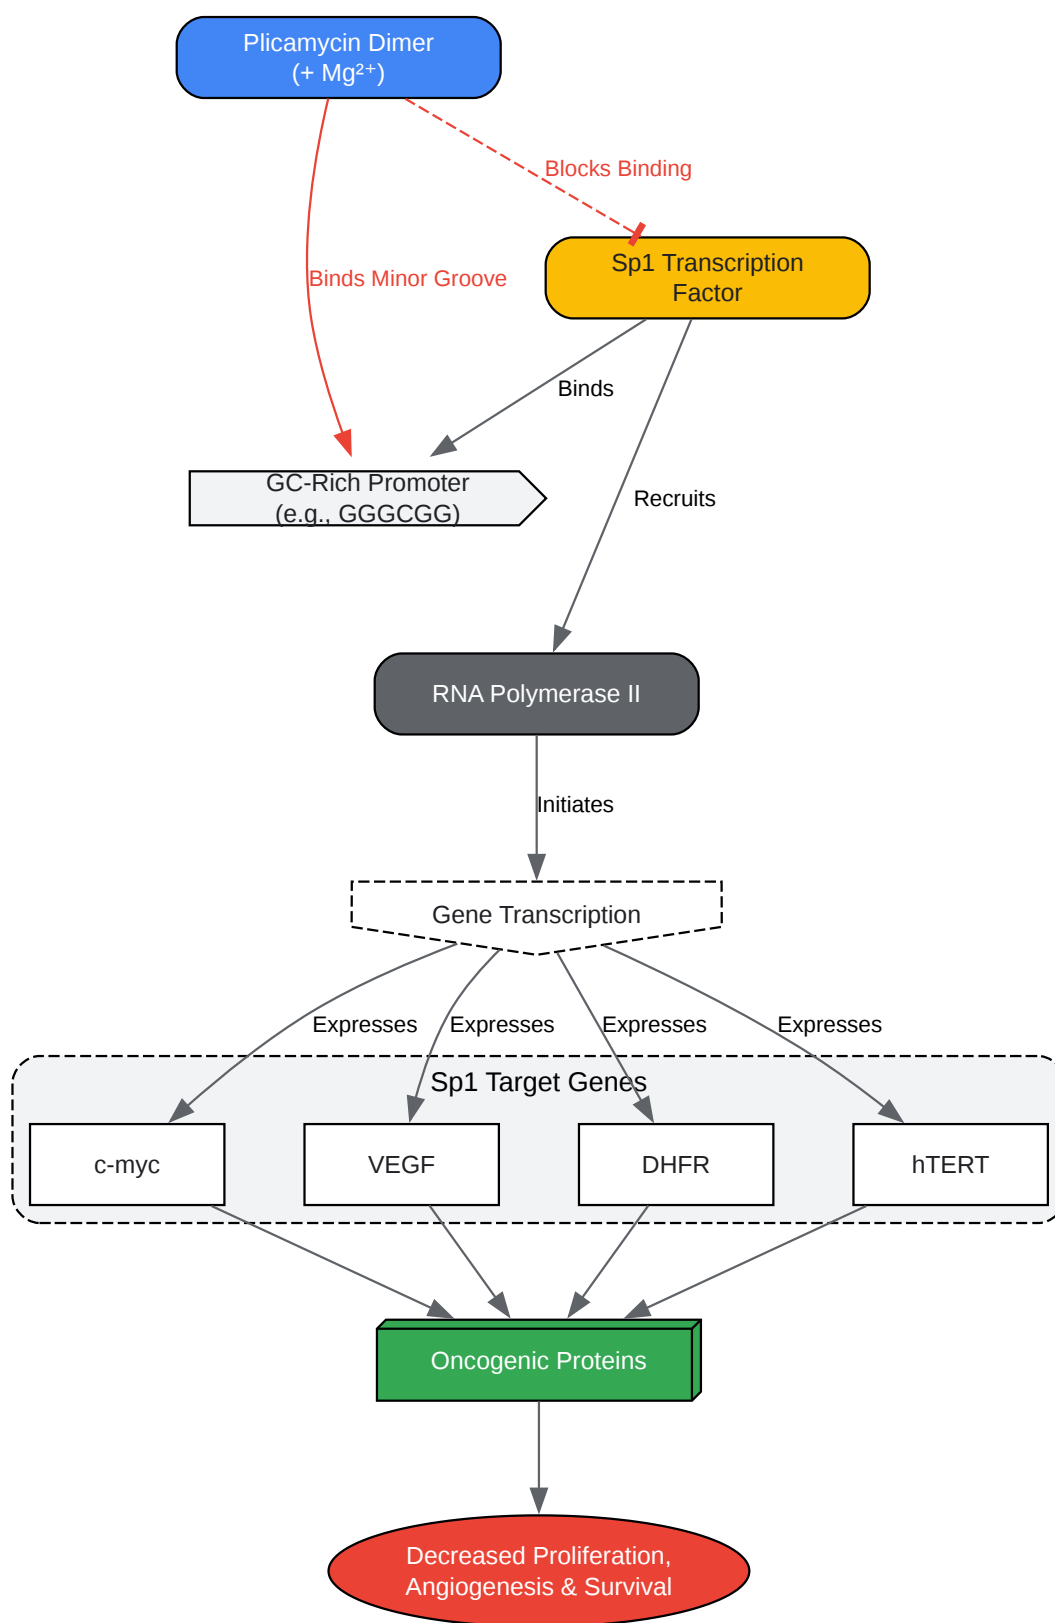 Plicamycin Dimer
(+ Mg²⁺)
Blocks Binding
Sp1 Transcription
Factor
Binds Minor Groove
Binds
GC-Rich Promoter
(e.g., GGGCGG)
Recruits
RNA Polymerase II
Initiates
Gene Transcription
Expresses
Expresses
Expresses
Expresses
Sp1 Target Genes
c-myc
VEGF
DHFR
hTERT
Oncogenic Proteins
Decreased Proliferation,
Angiogenesis & Survival